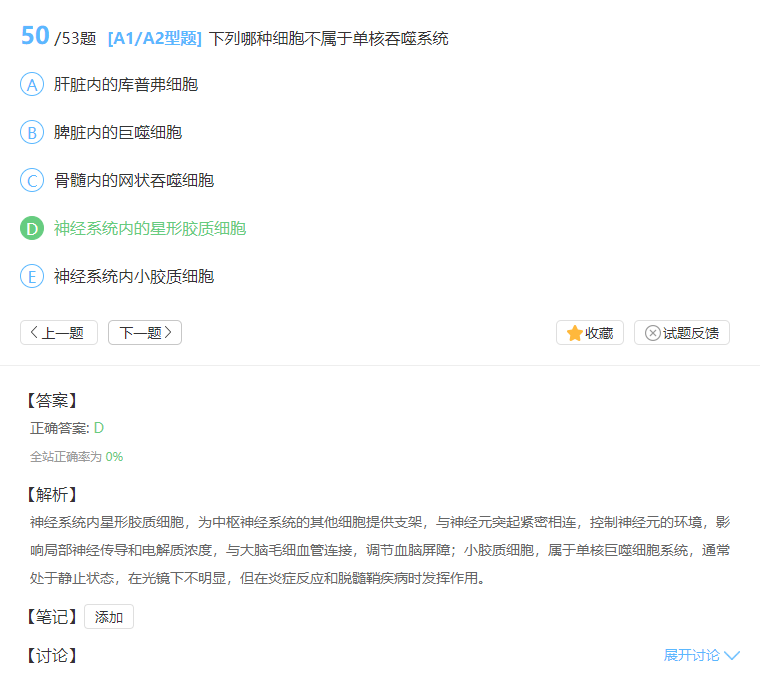 50 /53题 [A1/A2型题] 下列哪种细胞不属于单核吞噬系统
A 肝脏内的库普弗细胞
B 脾脏内的巨噬细胞
C 骨髓内的网状吞噬细胞
D 神经系统内的星形胶质细胞
E 神经系统内小胶质细胞
上一题 下一题 收藏 试题反馈
【答案】
正确答案: D
全站正确率为 0%
【解析】
神经系统内星形胶质细胞，为中枢神经系统的其他细胞提供支架，与神经元突起紧密相连，控制神经元的环境，影
响局部神经传导和电解质浓度，与大脑毛细血管连接，调节血脑屏障；小胶质细胞，属于单核巨噬细胞系统，通常
处于静止状态，在光镜下不明显，但在炎症反应和脱髓鞘疾病时发挥作用。
【笔记】 添加
【讨论】 展开讨论